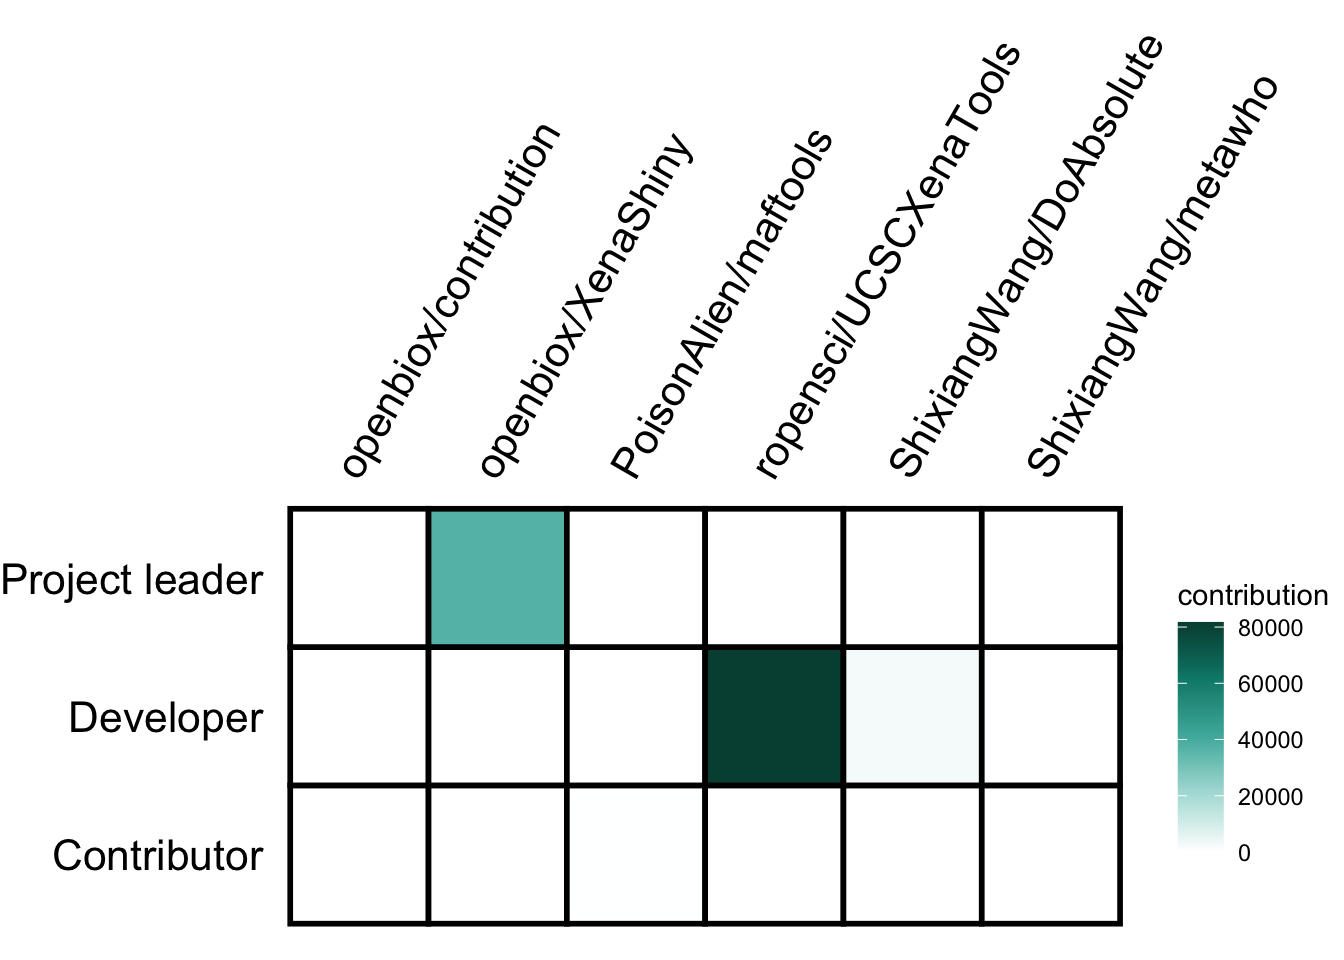 openbiox/contribution
openbiox/XenaShiny
PoisonAlien/maftools
ropensci/UCSCXenaTools
ShixiangWang/DoAbsolute
ShixiangWang/metawho
Project leader
Developer
Contributor
contribution
80000
60000
40000
20000
0